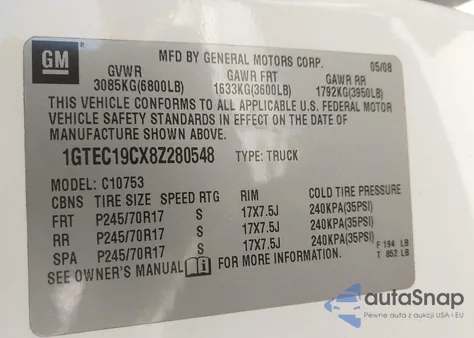 GM
MFD BY GENERAL MOTORS CORP. 05/08
GVWR GAWR FRT GAWR RR
3085KG(6800LB) 1633KG(3600LB) 1792KG(3950LB)
THIS VEHICLE CONFORMS TO ALL APPLICABLE U.S. FEDERAL MOTOR
VEHICLE SAFETY STANDARDS IN EFFECT ON THE DATE OF
MANUFACTURE SHOWN ABOVE.
1GTEC19CX8Z280548 TYPE: TRUCK
MODEL: C10753
CBNS TIRE SIZE SPEED RTG RIM COLD TIRE PRESSURE
FRT P245/70R17 S 17X7.5J 240KPA(35PSI)
RR P245/70R17 S 17X7.5J 240KPA(35PSI)
SPA P245/70R17 S 17X7.5J 240KPA(35PSI) F 194 LB
SEE OWNER'S MANUAL FOR MORE INFORMATION. T 852 LB
autaSnap
Pewne auta z aukcji USA i EU